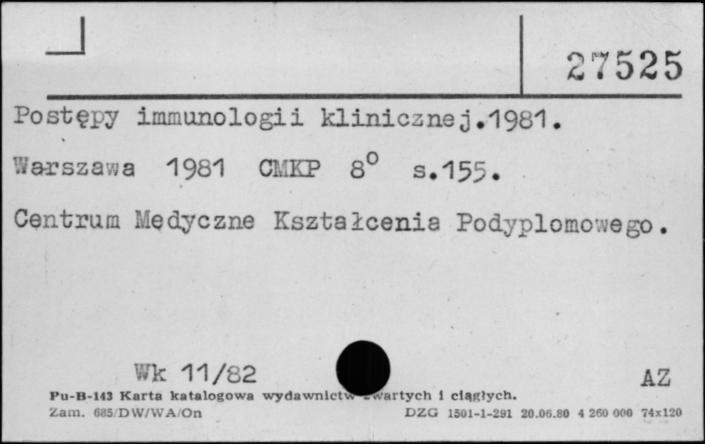 27525
Postępy immunologii klinicznej.1981.
Warszawa 1981 CMKP 8° s.155.
Centrum Mędyczne Kształcenia Podyplomowego.
Wk 11/82
AZ
Pu-B-143 Karta katalogowa wydawnictw zwartych i ciągłych.
Zam. 685/DW/WA/On DZG 1501-1-291 20.06.80 4 260 000 74x120